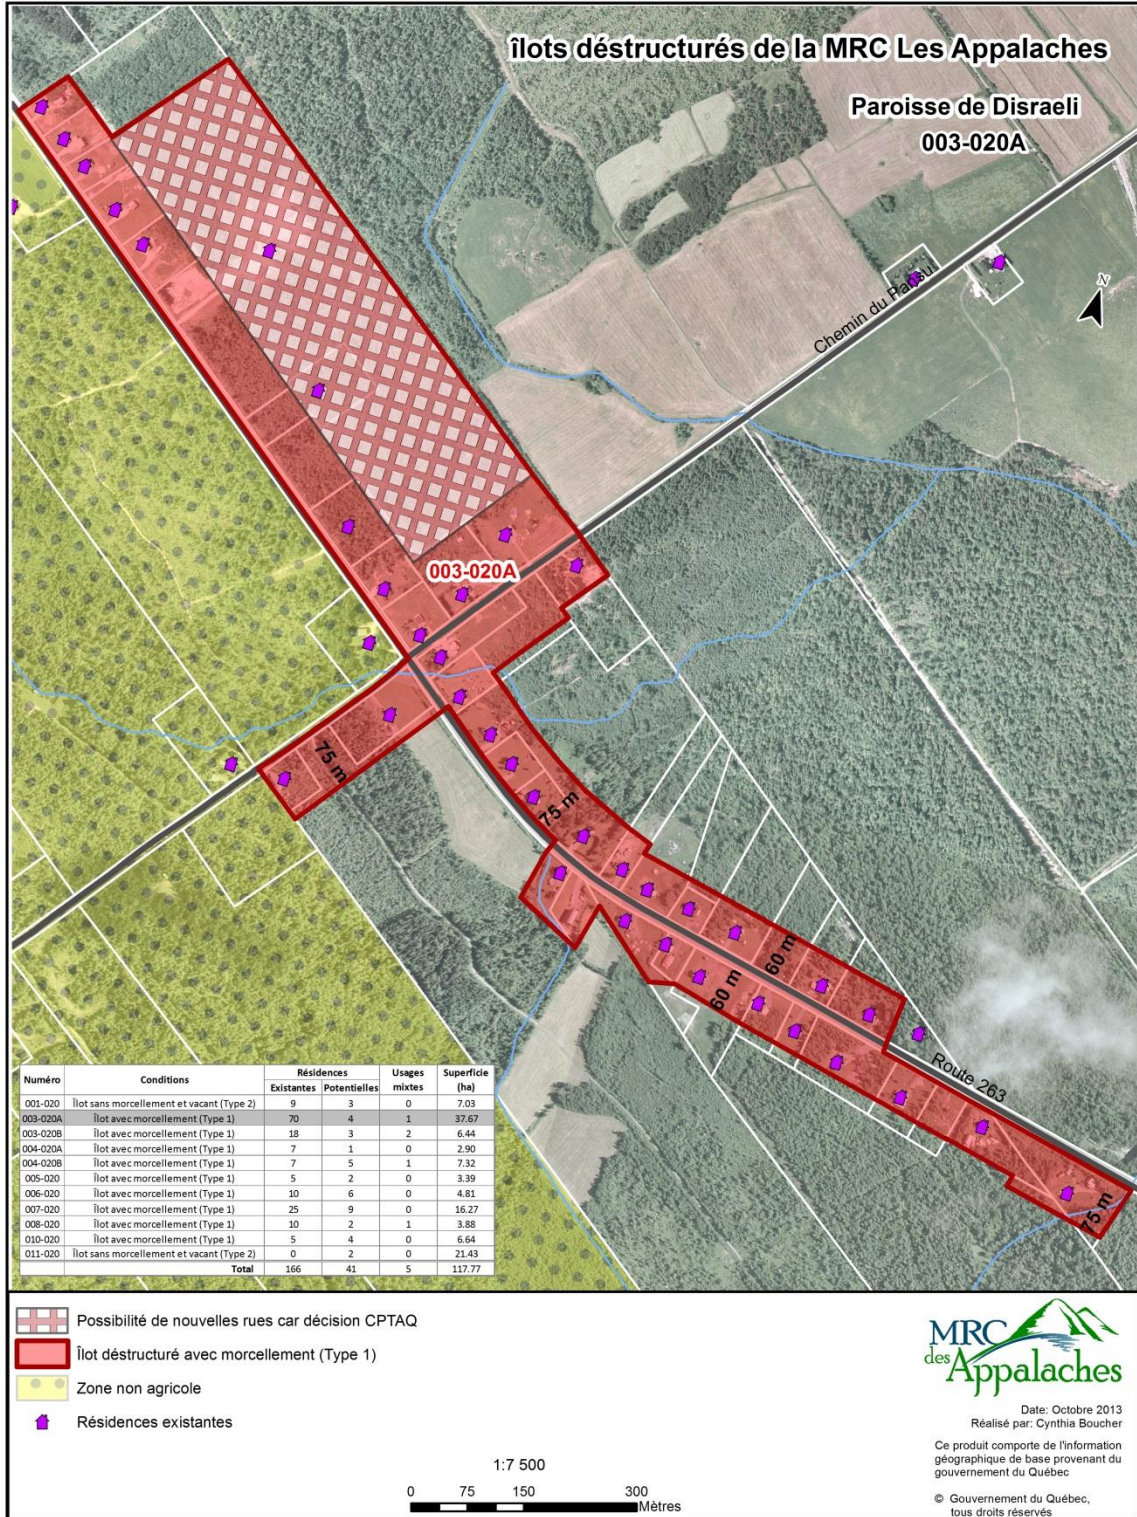 îlots déstructurés de la MRC Les Appalaches
Paroisse de Disraeli
003-020A
N
Chemin du Parisu
003-020A
75 m
75 m
60 m
60 m
Route 263
75 m
Numéro Conditions Résidences Usages mixtes Superficie (ha)
Existantes Potentielles
001-020 Îlot sans morcellement et vacant (Type 2) 9 3 0 7.03
003-020A Îlot avec morcellement (Type 1) 70 4 1 37.67
003-020B Îlot avec morcellement (Type 1) 18 3 2 6.44
004-020A Îlot avec morcellement (Type 1) 7 1 0 2.90
004-020B Îlot avec morcellement (Type 1) 7 5 1 7.32
005-020 Îlot avec morcellement (Type 1) 5 2 0 3.39
006-020 Îlot avec morcellement (Type 1) 10 6 0 4.81
007-020 Îlot avec morcellement (Type 1) 25 9 0 16.27
008-020 Îlot avec morcellement (Type 1) 10 2 1 3.88
010-020 Îlot avec morcellement (Type 1) 5 4 0 6.64
011-020 Îlot sans morcellement et vacant (Type 2) 0 2 0 21.43
Total 166 41 5 117.77
Possibilité de nouvelles rues car décision CPTAQ
Îlot déstructuré avec morcellement (Type 1)
Zone non agricole
Résidences existantes
1:7 500
0 75 150 300
Mètres
MRC
des Appalaches
Date: Octobre 2013
Réalisé par: Cynthia Boucher
Ce produit comporte de l'information
géographique de base provenant du
gouvernement du Québec
© Gouvernement du Québec,
tous droits réservés